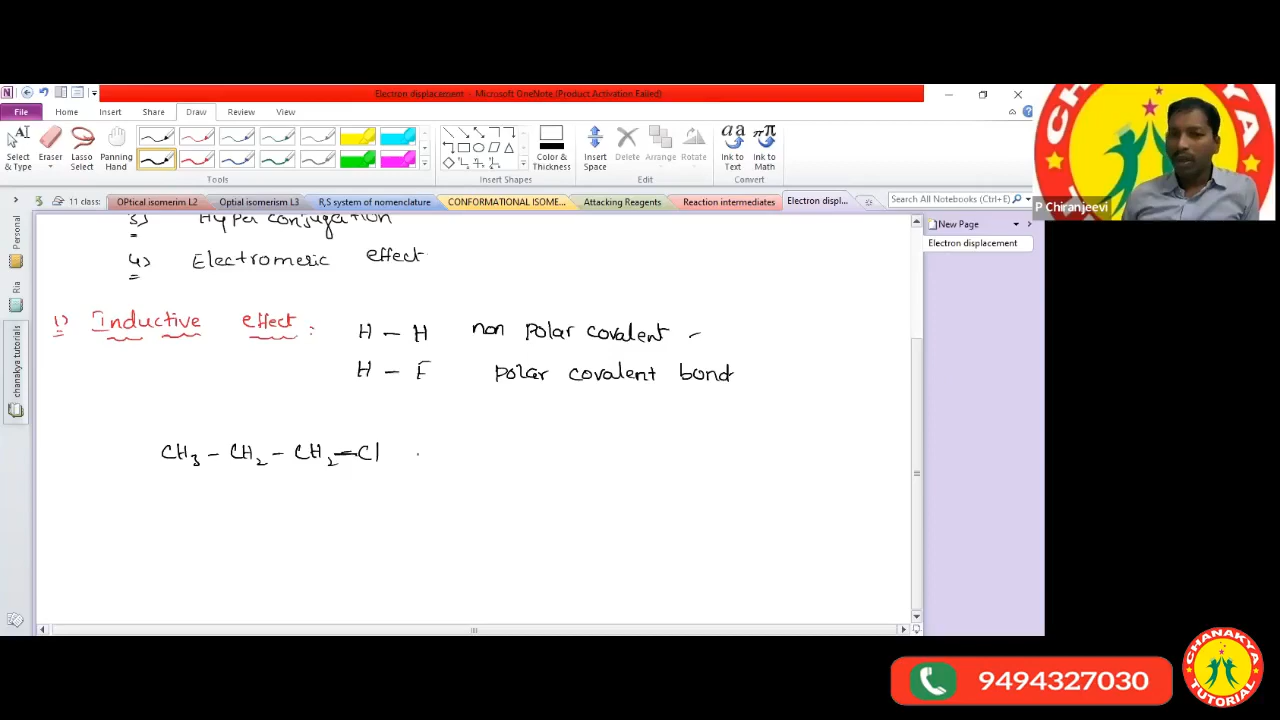 Electron displacement - Microsoft OneNote (Product Activation Failed)
File Home Insert Share Draw Review View
Select & Type Eraser Lasso Select Panning Hand Color & Thickness Insert Space Delete Arrange Rotate Ink to Text Ink to Math
Tools Insert Shapes Edit Convert
11 class: OPtical isomerim L2 Optial isomerism L3 R,S system of nomenclature CONFORMATIONAL ISOME... Attacking Reagents Reaction intermediates Electron displ... Search All Notebooks (Ctrl+E)
P Chiranjeevi
New Page
Electron displacement
Personal
Ria
chanakya tutorials
3) Hyper conjugation
4) Electromeric effect
1) Inductive effect : H - H non polar covalent
H - F polar covalent bond
CH3 - CH2 - CH2 - Cl
9494327030
CHANAKYA
TUTORIAL